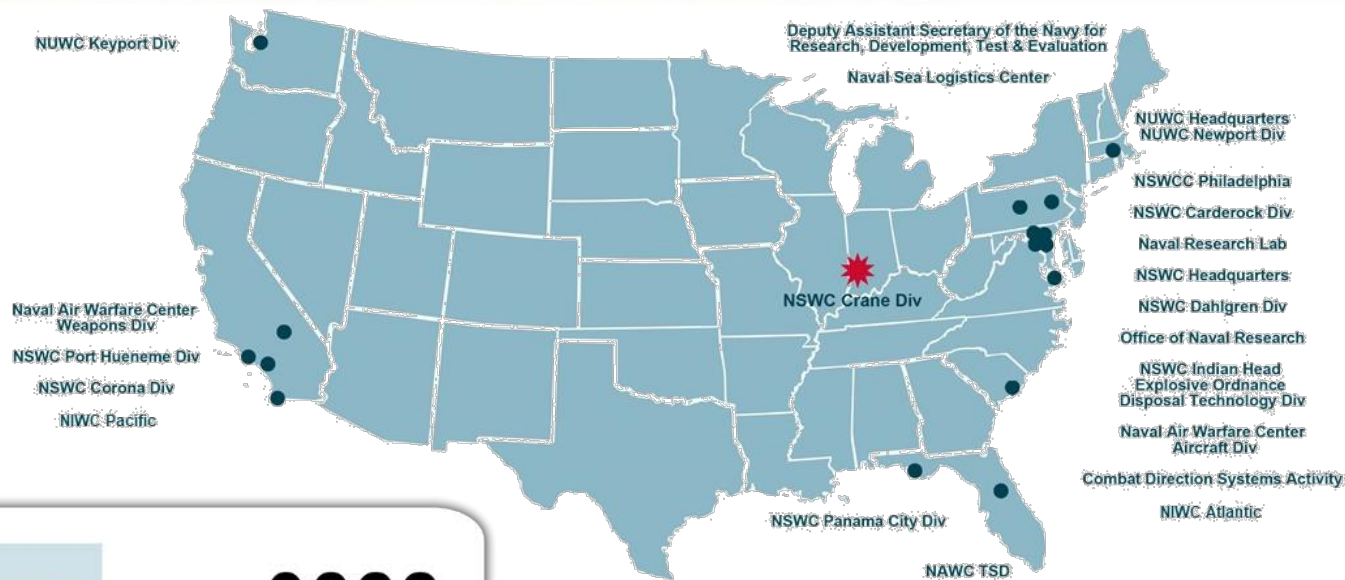 NUWC Keyport Div
Deputy Assistant Secretary of the Navy for
Research, Development, Test & Evaluation
Naval Sea Logistics Center
NUWC Headquarters
NUWC Newport Div
NSWCC Philadelphia
NSWC Carderock Div
Naval Research Lab
NSWC Headquarters
NSWC Dahlgren Div
Office of Naval Research
NSWC Indian Head
Explosive Ordnance
Disposal Technology Div
Naval Air Warfare Center
Aircraft Div
Combat Direction Systems Activity
NIWC Atlantic
NSWC Crane Div
Naval Air Warfare Center
Weapons Div
NSWC Port Hueneme Div
NSWC Corona Div
NIWC Pacific
NSWC Panama City Div
NAWC TSD